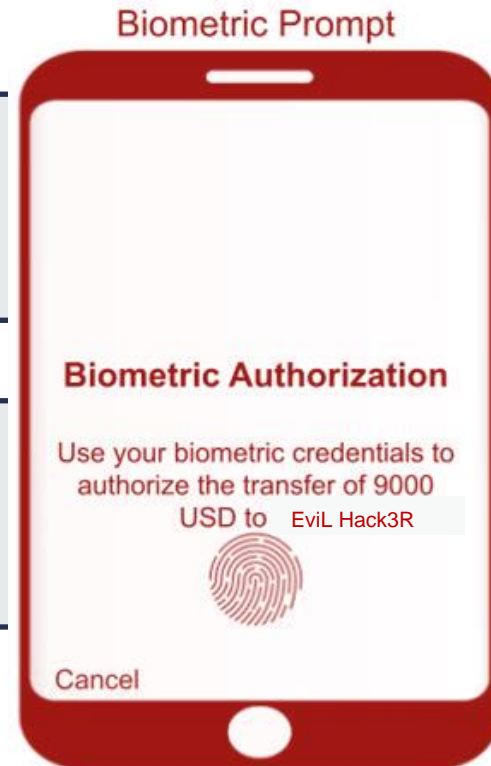 Biometric Prompt
Biometric Authorization
Use your biometric credentials to
authorize the transfer of 9000
USD to EviL Hack3R
Cancel